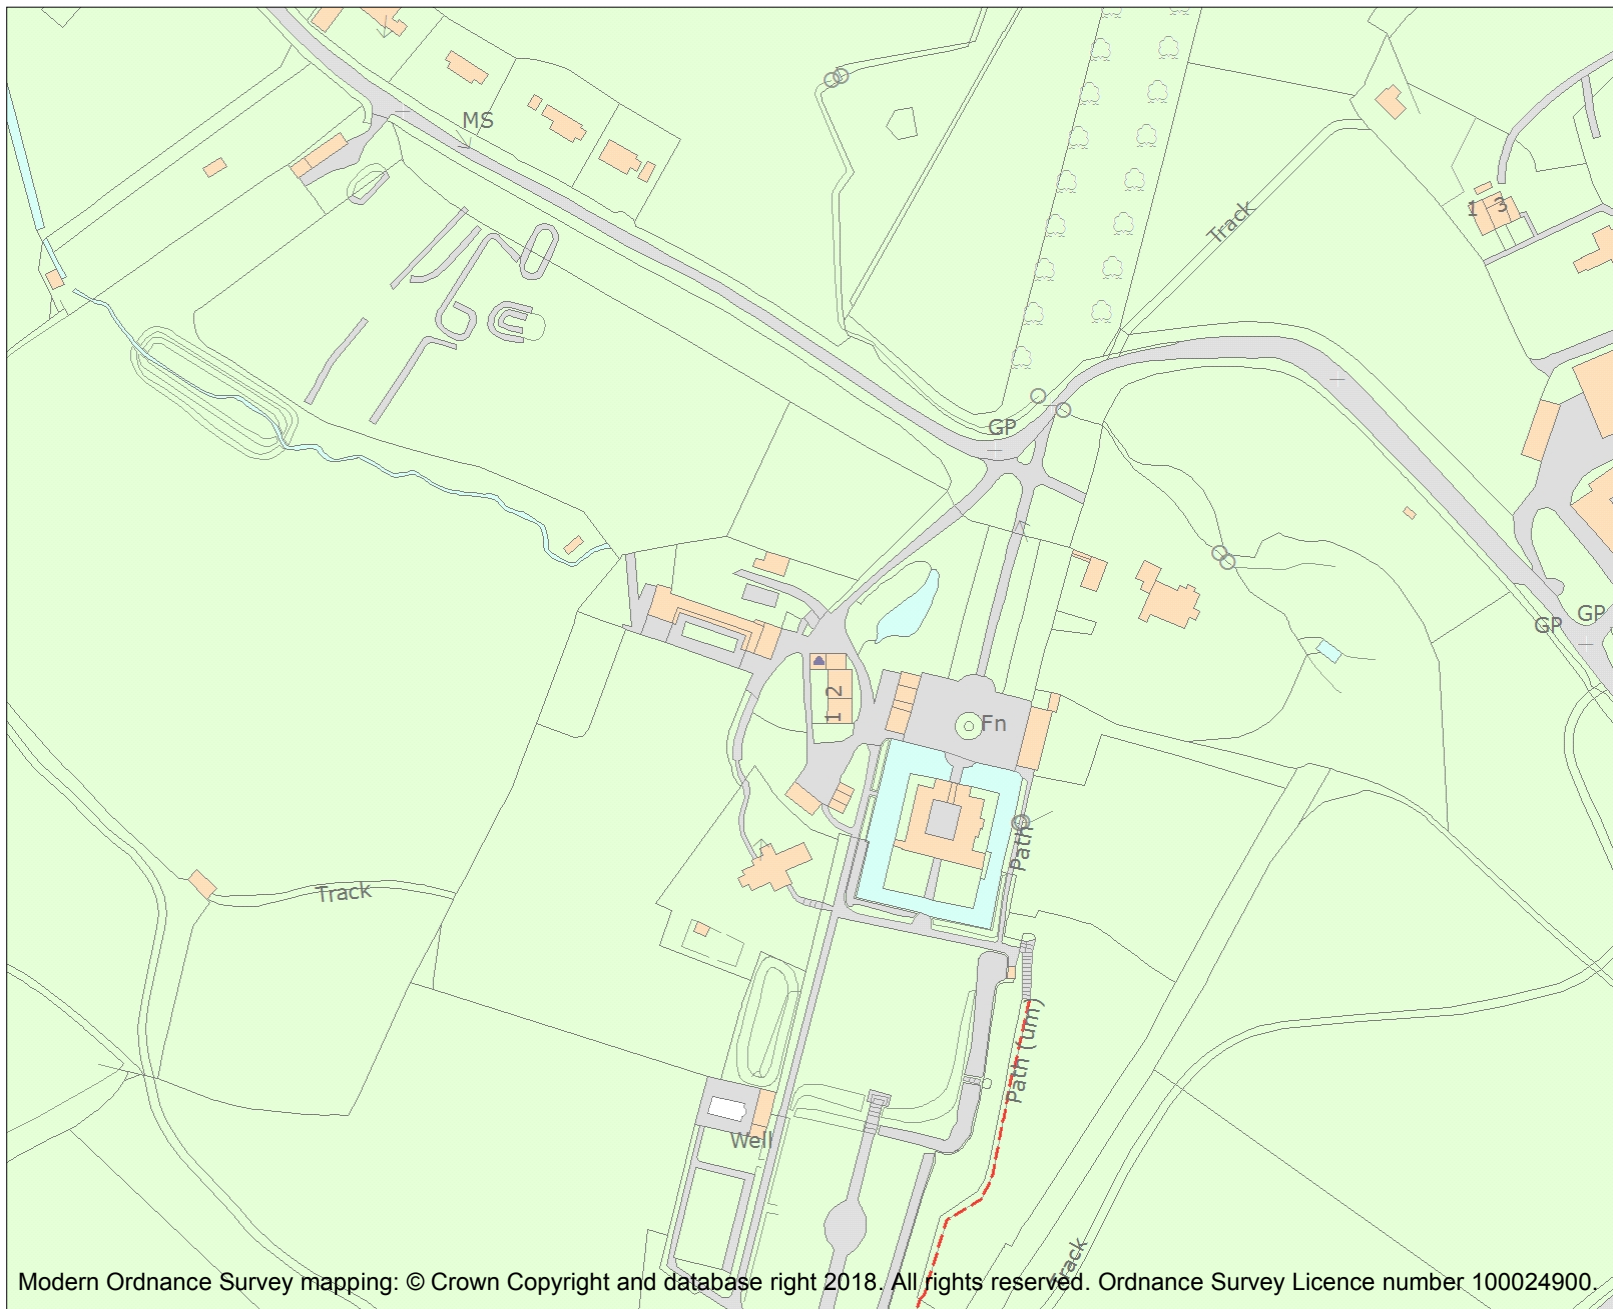 MS
1 3
Track
GP
GP
GP
2
1
Fn
Path
Track
Path (um)
Well
Track
Modern Ordnance Survey mapping: © Crown Copyright and database right 2018. All rights reserved. Ordnance Survey Licence number 100024900.